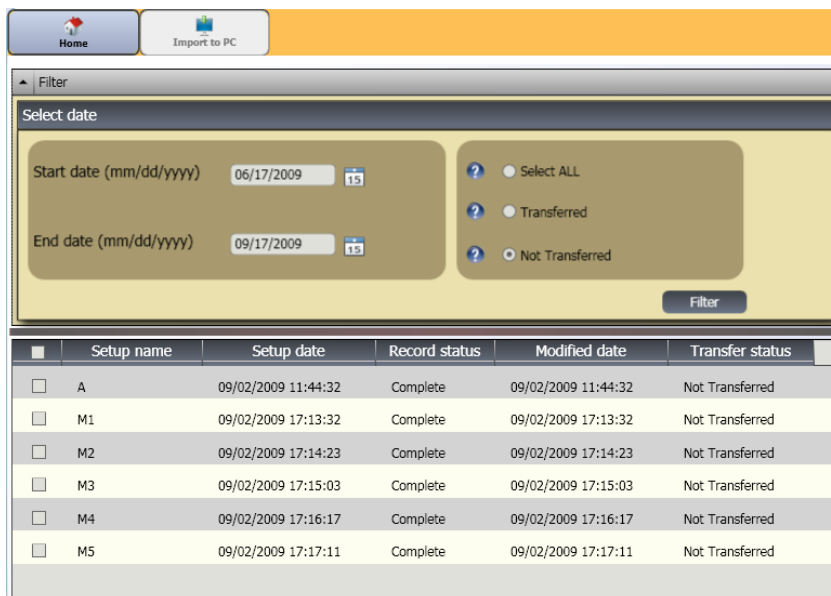 Home Import to PC
Filter
Select date
Start date (mm/dd/yyyy) 06/17/2009 15 ? Select ALL
? Transferred
End date (mm/dd/yyyy) 09/17/2009 15 ? Not Transferred
Filter
Setup name Setup date Record status Modified date Transfer status
A 09/02/2009 11:44:32 Complete 09/02/2009 11:44:32 Not Transferred
M1 09/02/2009 17:13:32 Complete 09/02/2009 17:13:32 Not Transferred
M2 09/02/2009 17:14:23 Complete 09/02/2009 17:14:23 Not Transferred
M3 09/02/2009 17:15:03 Complete 09/02/2009 17:15:03 Not Transferred
M4 09/02/2009 17:16:17 Complete 09/02/2009 17:16:17 Not Transferred
M5 09/02/2009 17:17:11 Complete 09/02/2009 17:17:11 Not Transferred